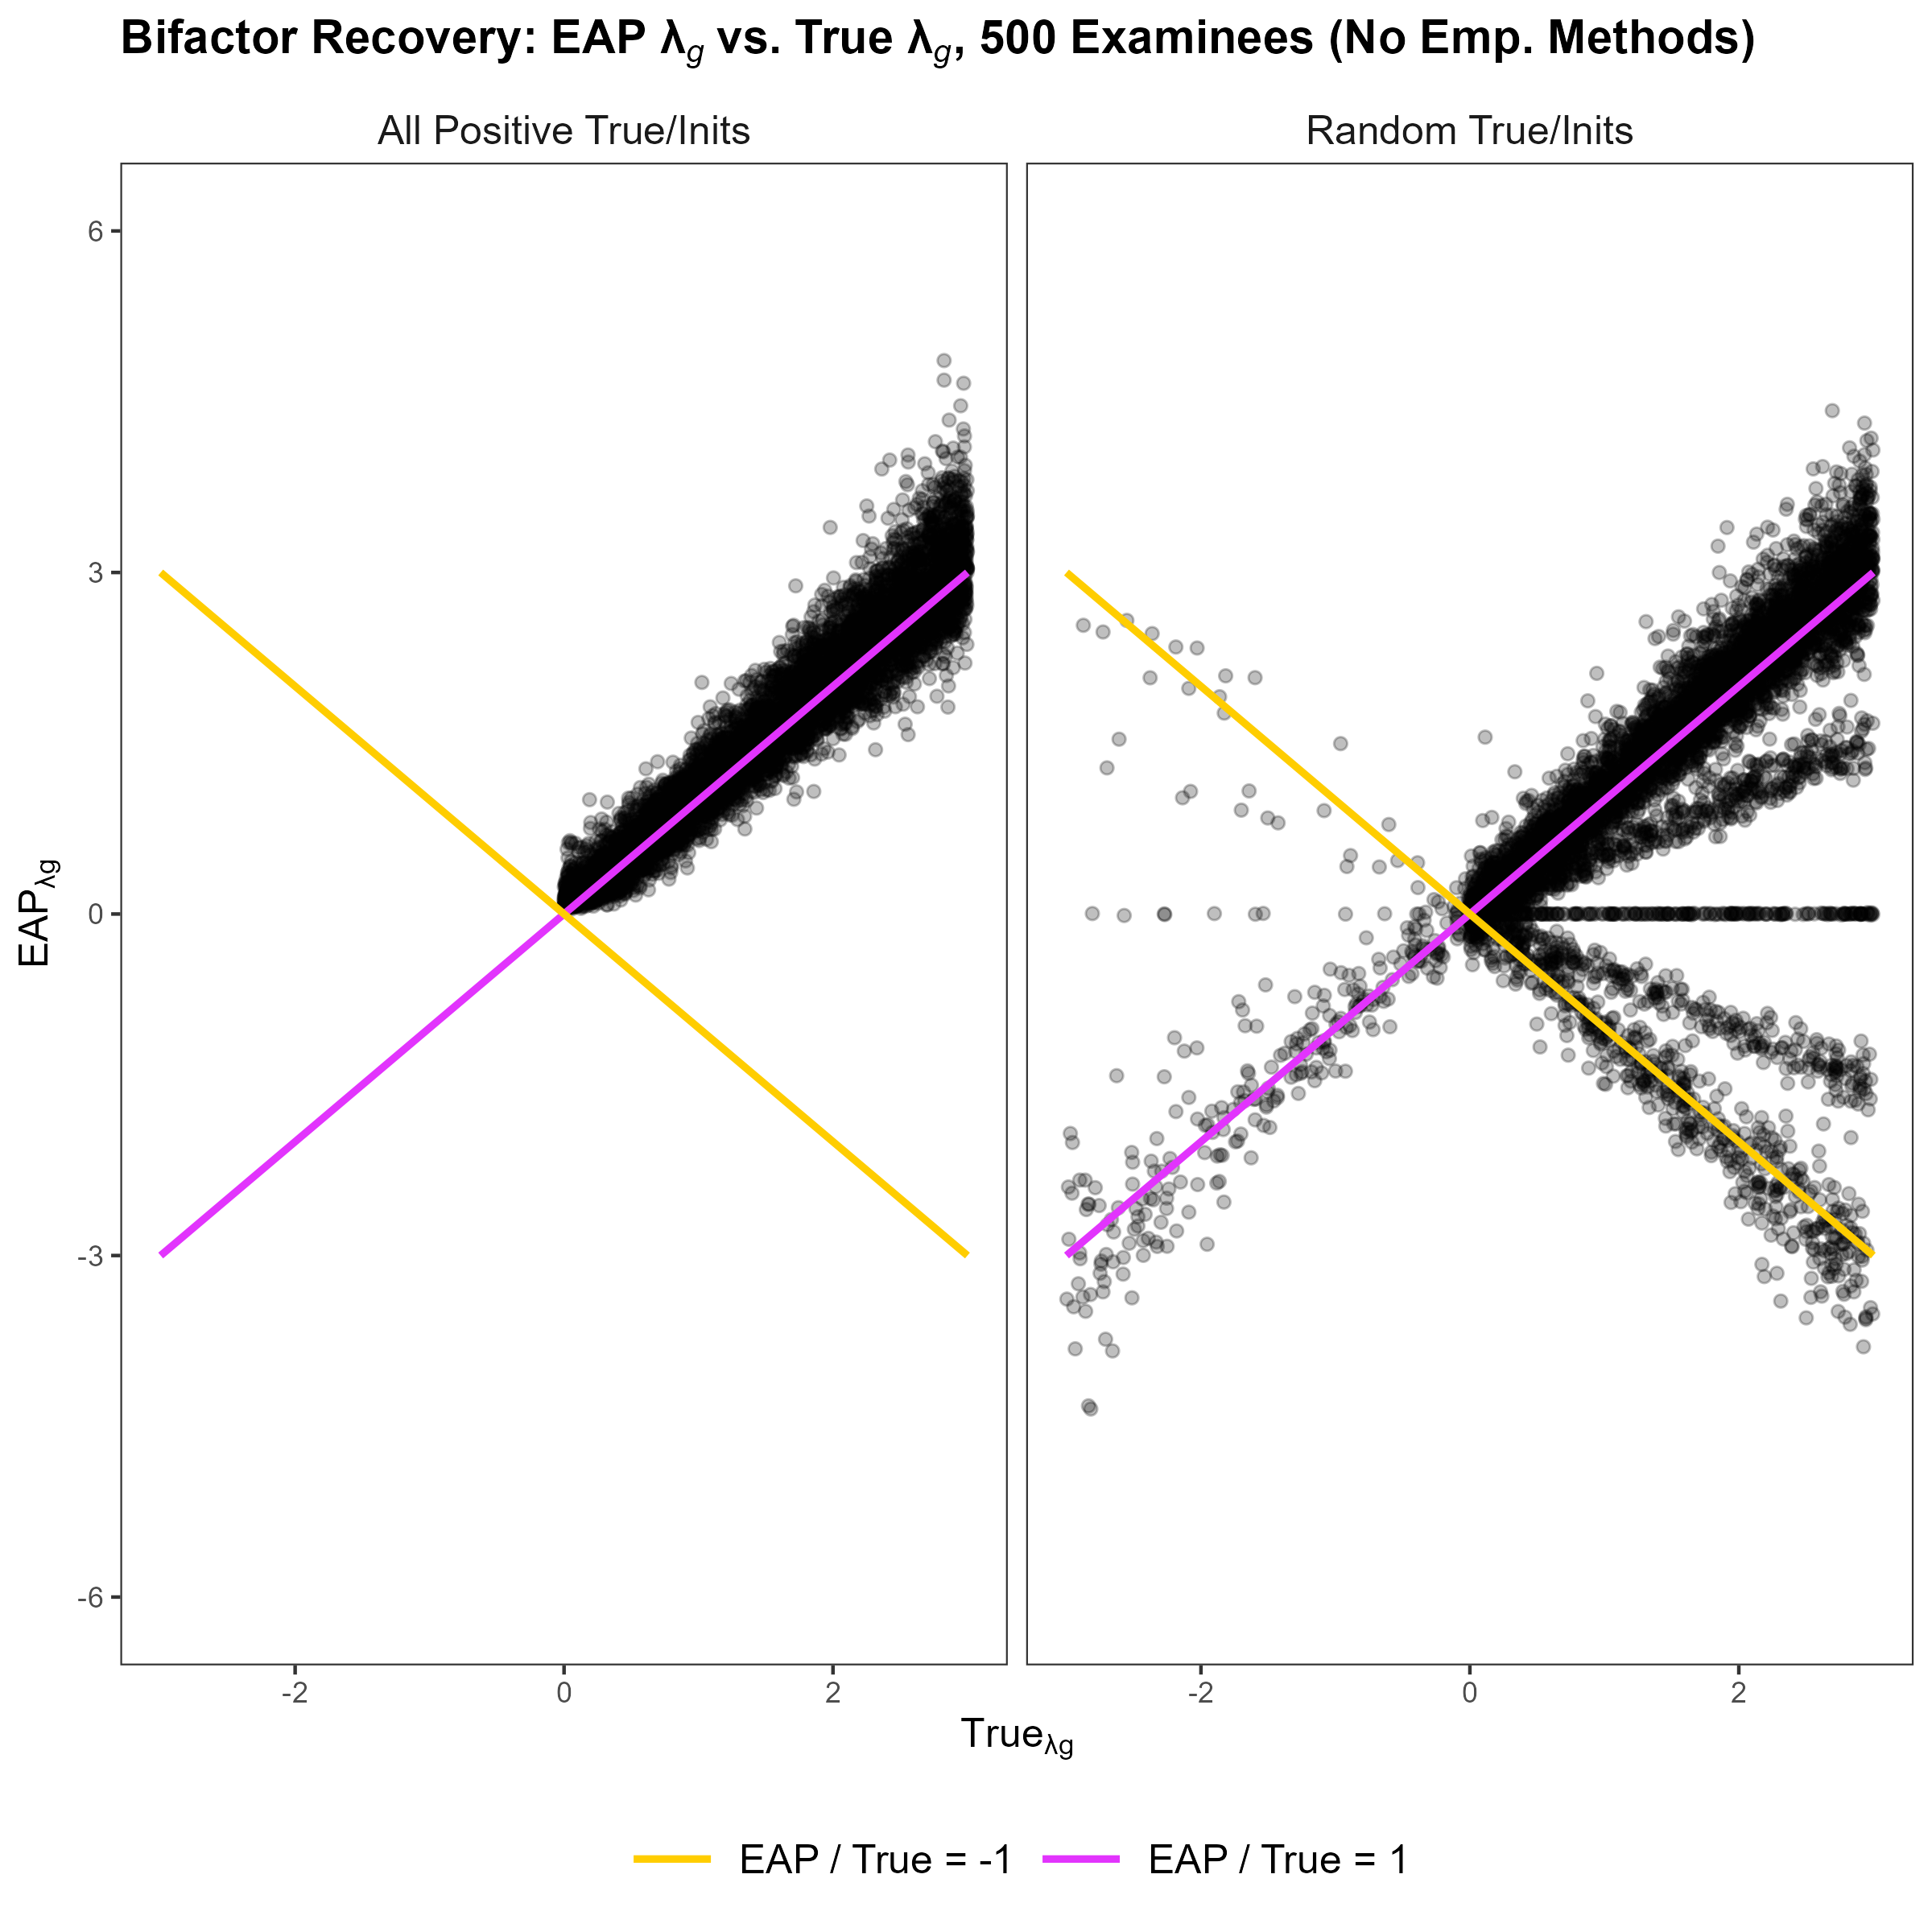 Bifactor Recovery: EAP λg vs. True λg, 500 Examinees (No Emp. Methods)
All Positive True/Inits
Random True/Inits
6
3
0
-3
-6
EAPλg
-2 0 2
-2 0 2
Trueλg
EAP / True = -1
EAP / True = 1